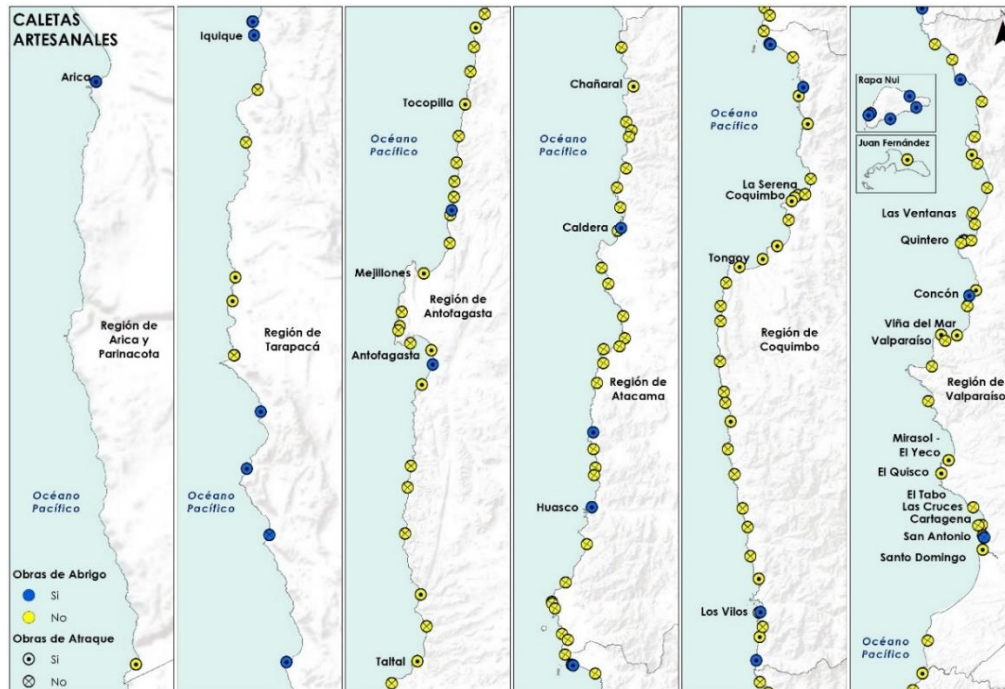 CALETAS
ARTESANALES
Arica
Región de
Arica y
Parinacota
Océano
Pacífico
Obras de Abrigo
Si
No
Obras de Atraque
Si
No
Iquique
Región de
Tarapacá
Océano
Pacífico
Tocopilla
Océano
Pacífico
Mejillones
Región de
Antofagasta
Antofagasta
Taltal
Chañaral
Océano
Pacífico
Caldera
Región de
Atacama
Huasco
Océano
Pacífico
La Serena
Coquimbo
Tongoy
Región de
Coquimbo
Los Vilos
Rapa Nui
Juan Fernández
Las Ventanas
Quintero
Concón
Viña del Mar
Valparaíso
Región de
Valparaíso
Mirasol -
El Yeco
El Quisco
El Tabo
Las Cruces
Cartagena
San Antonio
Santo Domingo
Océano
Pacífico